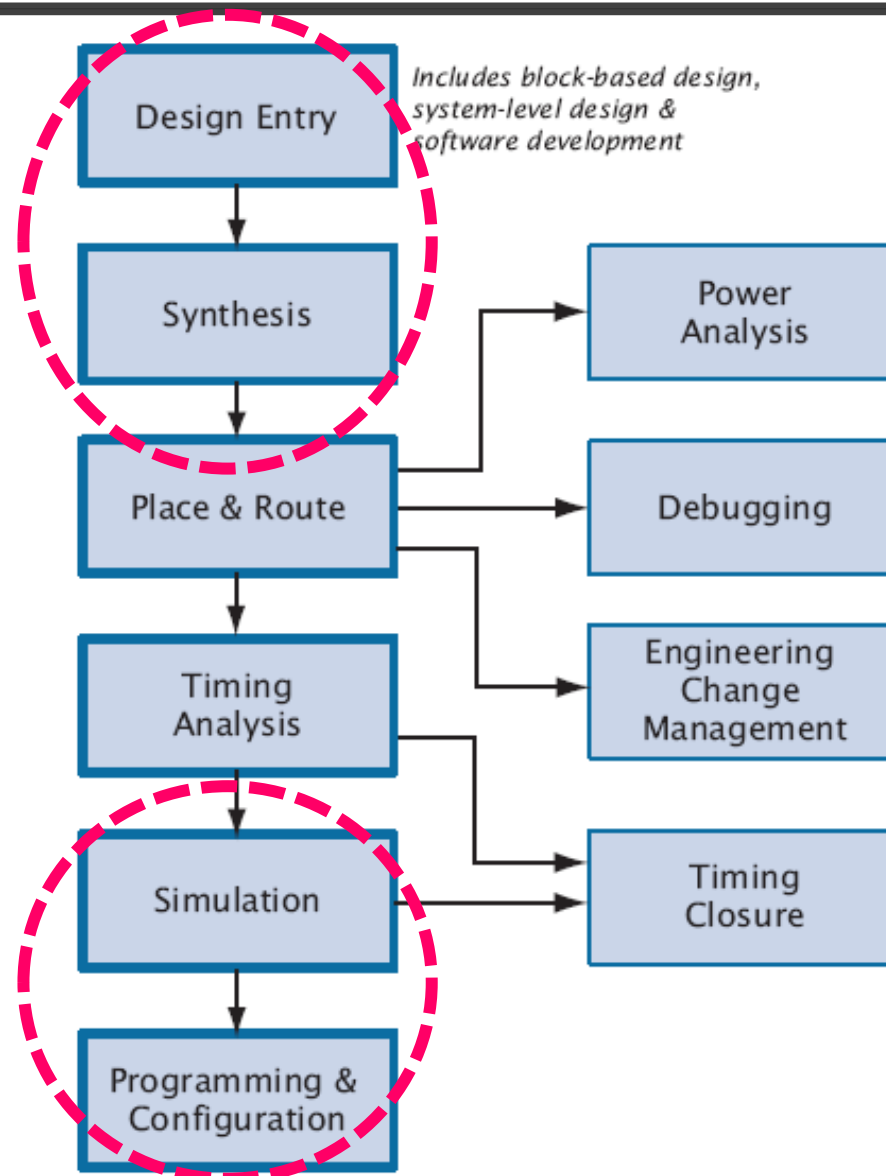 Design Entry
Includes block-based design,
system-level design &
software development
Synthesis
Power
Analysis
Place & Route
Debugging
Engineering
Change
Management
Timing
Analysis
Simulation
Timing
Closure
Programming &
Configuration